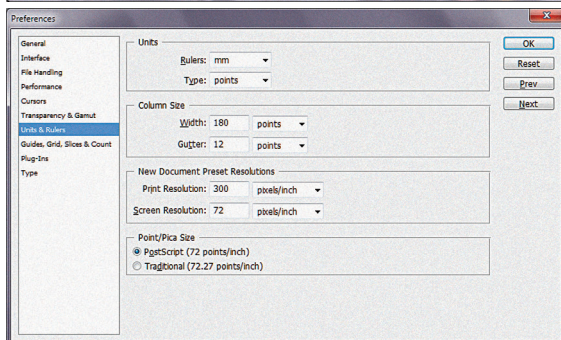 Preferences
General
Interface
File Handling
Performance
Cursors
Transparency & Gamut
Units & Rulers
Guides, Grid, Slices & Count
Plug-Ins
Type
Units
Rulers: mm
Type: points
Column Size
Width: 180 points
Gutter: 12 points
New Document Preset Resolutions
Print Resolution: 300 pixels/inch
Screen Resolution: 72 pixels/inch
Point/Pica Size
PostScript (72 points/inch)
Traditional (72.27 points/inch)
OK
Reset
Prev
Next